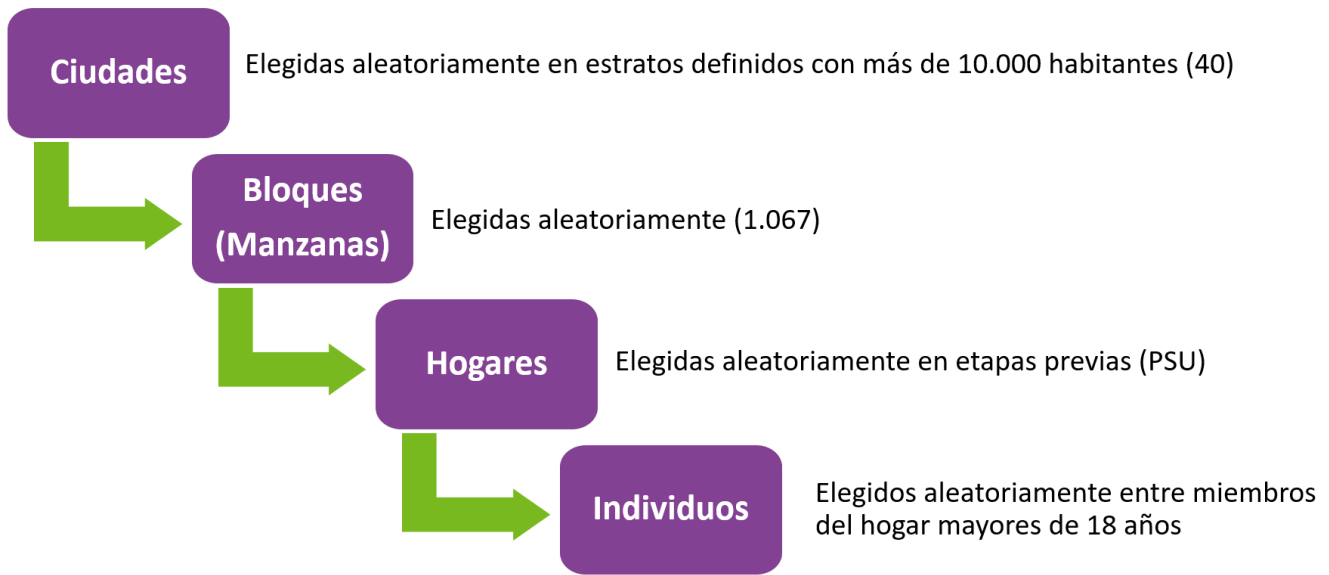 Ciudades
Elegidas aleatoriamente en estratos definidos con más de 10.000 habitantes (40)
Bloques
(Manzanas)
Elegidas aleatoriamente (1.067)
Hogares
Elegidas aleatoriamente en etapas previas (PSU)
Individuos
Elegidos aleatoriamente entre miembros
del hogar mayores de 18 años